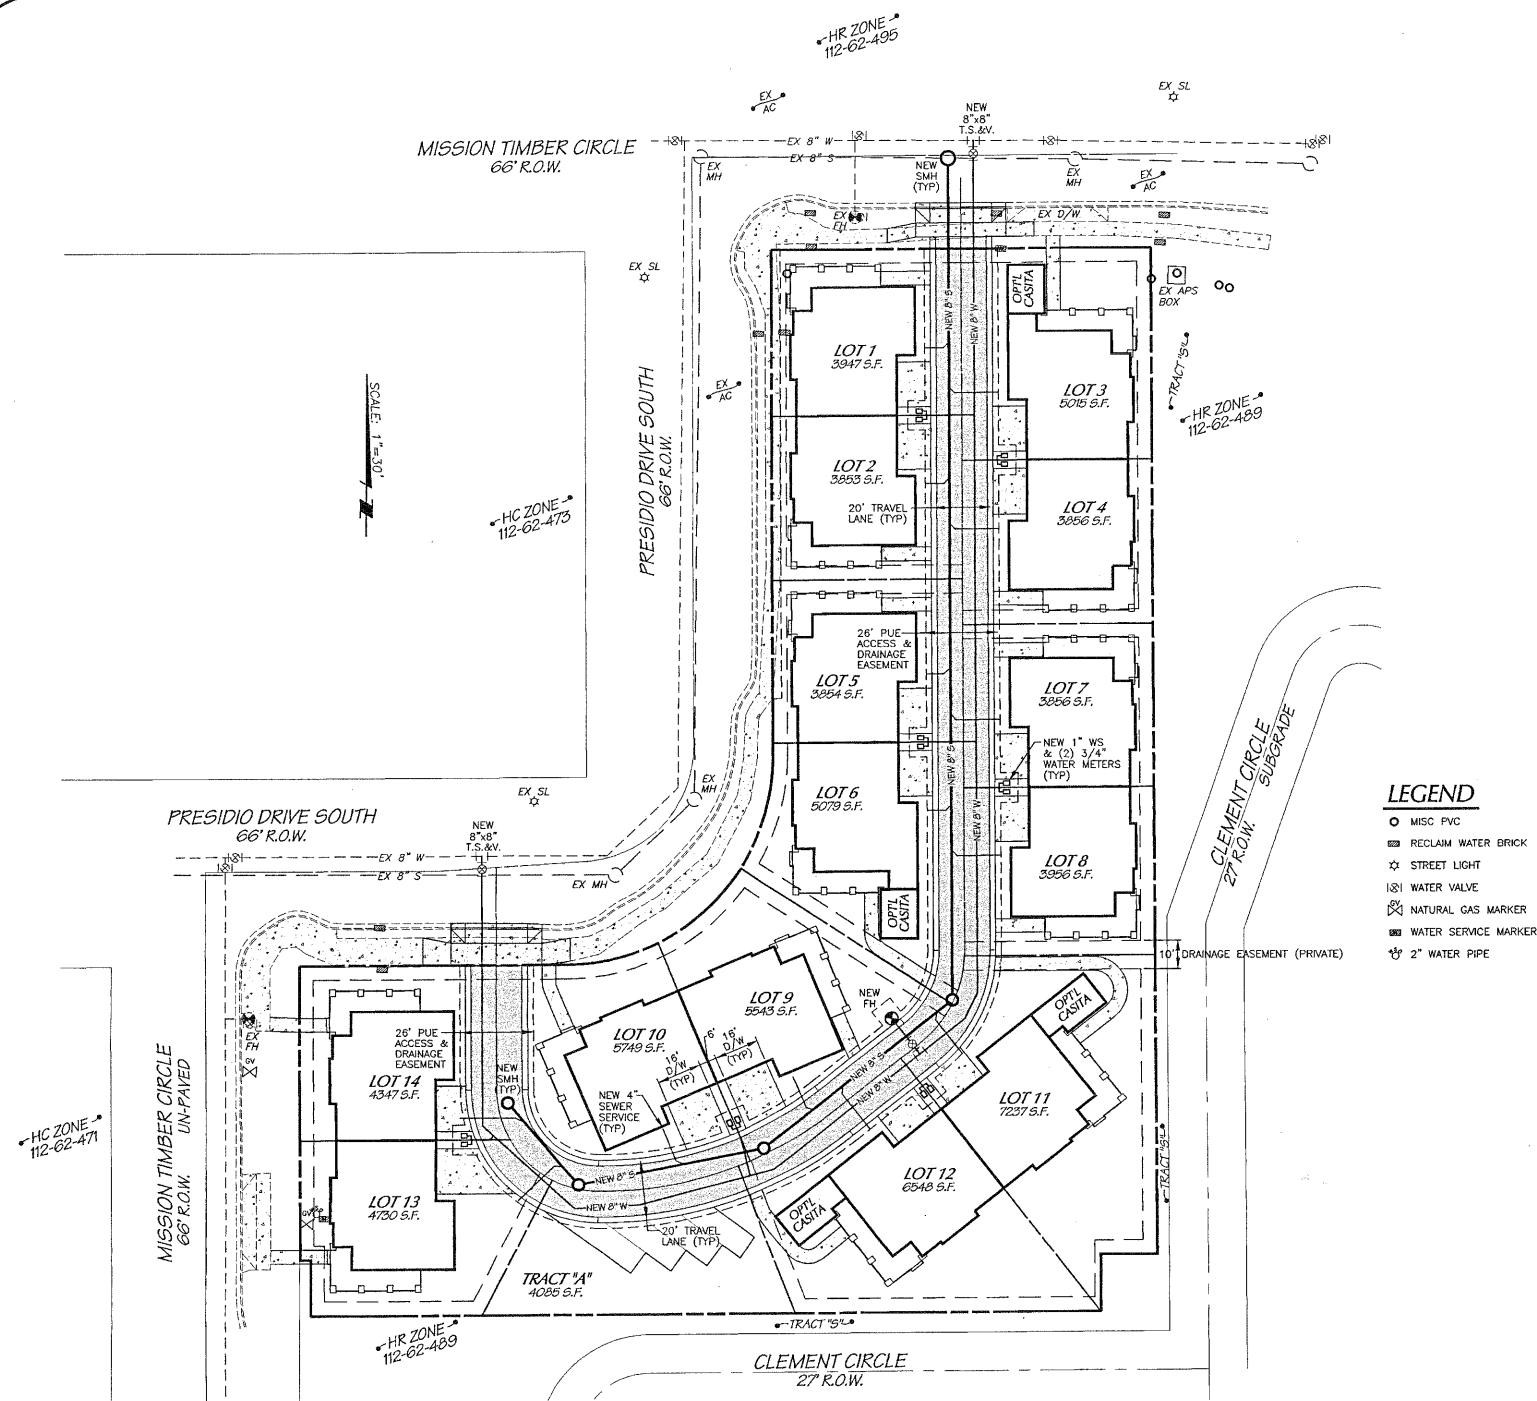 HR ZONE
112-62-495
EX
AC
EX SL
NEW
8"x8"
T.S.&V.
MISSION TIMBER CIRCLE
66' R.O.W.
EX 8" W
EX 8" S
EX
MH
NEW
SMH
(TYP)
EX
MH
EX
AC
EX
FH
EX D/W
EX SL
OPT'L
CASITA
EX APS
BOX
NEW 8" S
NEW 8" W
LOT 1
3947 S.F.
TRACT "S"
SCALE: 1"=30'
PRESIDIO DRIVE SOUTH
66' R.O.W.
EX
AC
LOT 3
5015 S.F.
HR ZONE
112-62-489
LOT 2
3853 S.F.
HC ZONE
112-62-473
20' TRAVEL
LANE (TYP)
LOT 4
3856 S.F.
26' PUE
ACCESS &
DRAINAGE
EASEMENT
LOT 5
3854 S.F.
LOT 7
3856 S.F.
NEW 1" WS
& (2) 3/4"
WATER METERS
(TYP)
NEW 8" S
NEW 8" W
CLEMENT CIRCLE
27' R.O.W.
SUBGRADE
EX
MH
EX SL
LOT 6
5079 S.F.
LEGEND
MISC PVC
RECLAIM WATER BRICK
STREET LIGHT
WATER VALVE
GV
NATURAL GAS MARKER
WATER SERVICE MARKER
2" WATER PIPE
PRESIDIO DRIVE SOUTH
66' R.O.W.
NEW
8"x8"
T.S.&V.
EX 8" W
EX 8" S
EX MH
LOT 8
3956 S.F.
OPT'L
CASITA
10' DRAINAGE EASEMENT (PRIVATE)
LOT 9
5543 S.F.
NEW
FH
OPT'L
CASITA
EX
FH
GV
26' PUE
ACCESS &
DRAINAGE
EASEMENT
LOT 10
5749 S.F.
6'
16'
D/W
(TYP)
16'
D/W
(TYP)
NEW
SMH
(TYP)
LOT 14
4347 S.F.
NEW 4"
SEWER
SERVICE
(TYP)
NEW 8" S
NEW 8" W
LOT 11
7237 S.F.
HC ZONE
112-62-471
MISSION TIMBER CIRCLE
66' R.O.W. UN-PAVED
TRACT "S"
LOT 12
6548 S.F.
NEW 8" S
NEW 8" W
LOT 13
4730 S.F.
GV
OPT'L
CASITA
20' TRAVEL
LANE (TYP)
TRACT "A"
4085 S.F.
TRACT "S"
HR ZONE
112-62-489
CLEMENT CIRCLE
27' R.O.W.